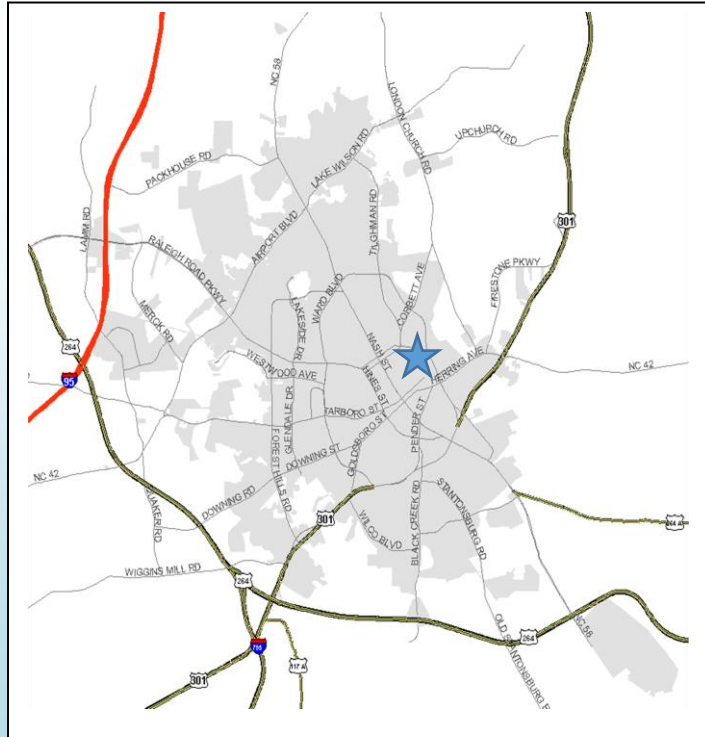 NC 58
LONDON CHURCH RD
UPCHURCH RD
LAKE WILSON RD
PACKHOUSE RD
TILGHMAN RD
301
LAMM RD
AIRPORT BLVD
RALEIGH ROAD PKWY
FIRESTONE PKWY
CORBETT AVE
WARD BLVD
LAKESIDE DR
MERCK RD
264
NASH ST
HINES ST
HERRING AVE
NC 42
WESTWOOD AVE
95
GLENDALE DR
TARBORO ST
PENDER ST
GOLDSBORO ST
DOWNING ST
FOREST HILLS RD
NC 42
QUAKER RD
DOWNING RD
STANTONSBURG RD
BLACK CREEK RD
301
WILCO BLVD
264 A
WIGGINS MILL RD
264
OLD STANTONSBURG R
NC 58
264
795
117 A
301